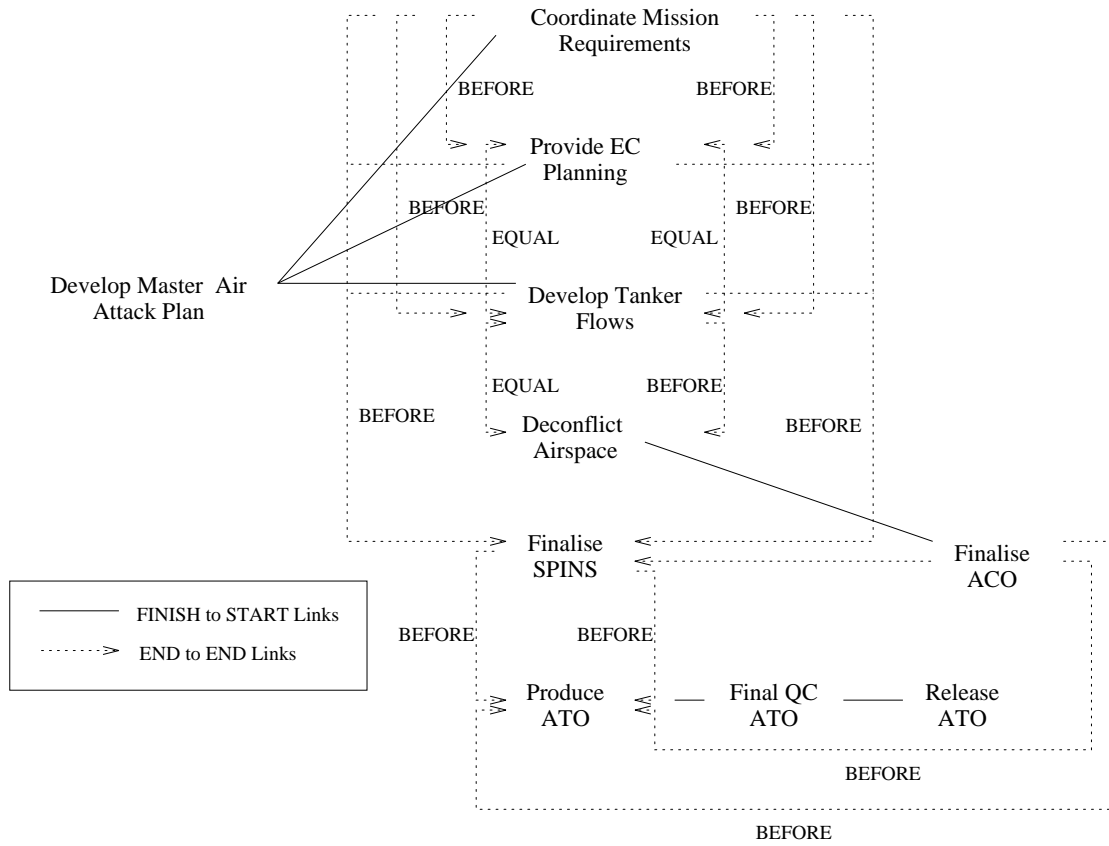 Coordinate Mission
Requirements
BEFORE
BEFORE
Provide EC
Planning
BEFORE
BEFORE
EQUAL
EQUAL
Develop Master Air
Attack Plan
Develop Tanker
Flows
EQUAL
BEFORE
BEFORE
BEFORE
Deconflict
Airspace
Finalise
SPINS
Finalise
ACO
FINISH to START Links
END to END Links
BEFORE
BEFORE
Produce
ATO
Final QC
ATO
Release
ATO
BEFORE
BEFORE